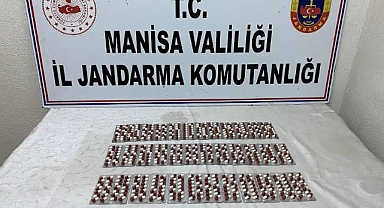 T.C.
MANİSA VALİLİĞİ
İL JANDARMA KOMUTANLIĞI